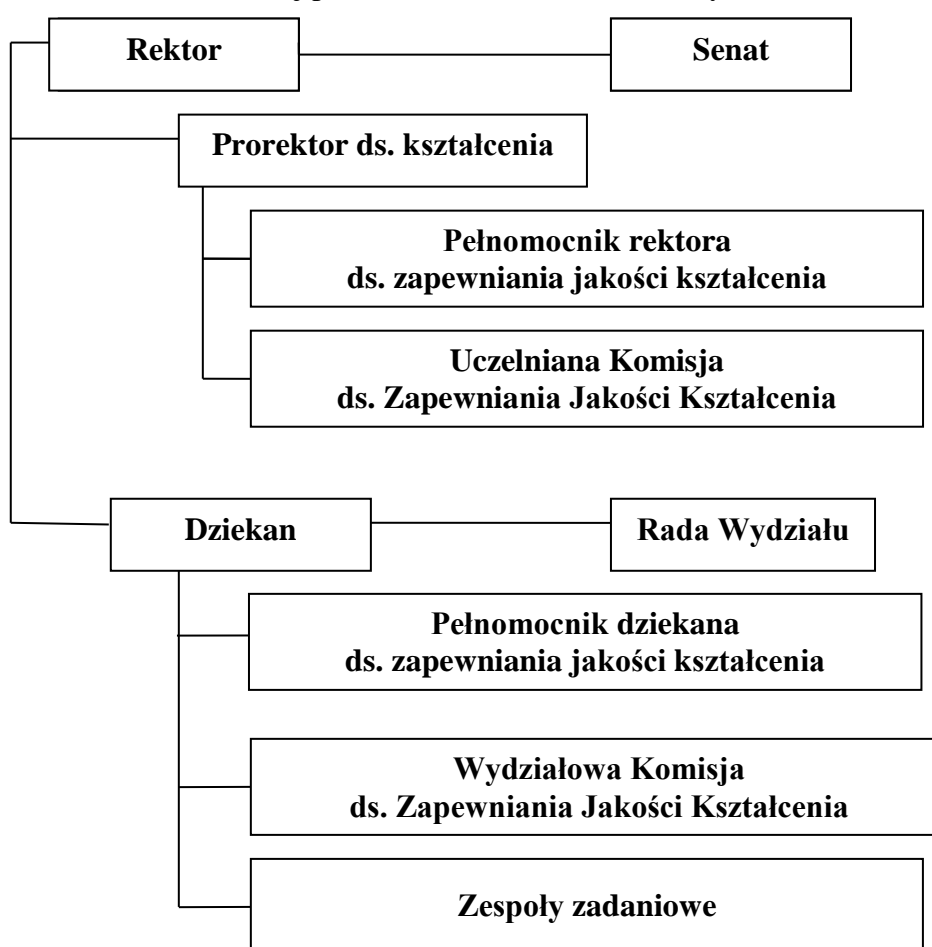 Rektor
Senat
Prorektor ds. kształcenia
Pełnomocnik rektora
ds. zapewniania jakości kształcenia
Uczelniana Komisja
ds. Zapewniania Jakości Kształcenia
Dziekan
Rada Wydziału
Pełnomocnik dziekana
ds. zapewniania jakości kształcenia
Wydziałowa Komisja
ds. Zapewniania Jakości Kształcenia
Zespoły zadaniowe